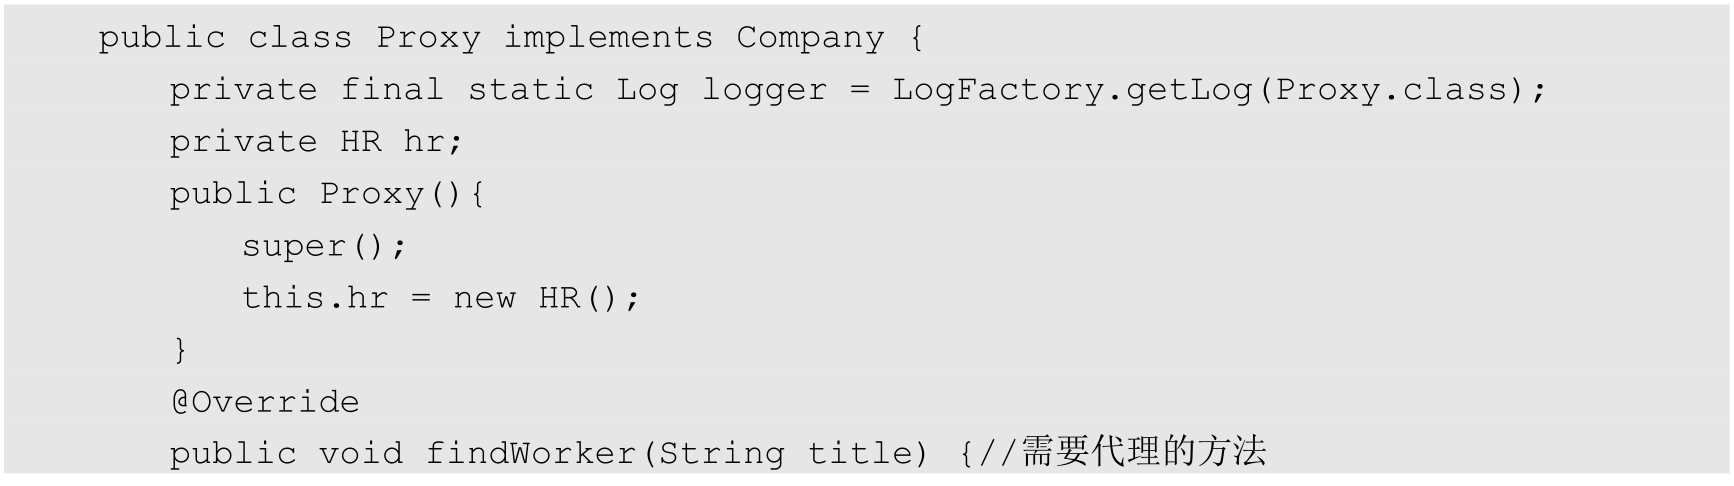 public class Proxy implements Company {
private final static Log logger = LogFactory.getLog(Proxy.class);
private HR hr;
public Proxy(){
super();
this.hr = new HR();
}
@Override
public void findWorker(String title) {//需要代理的方法